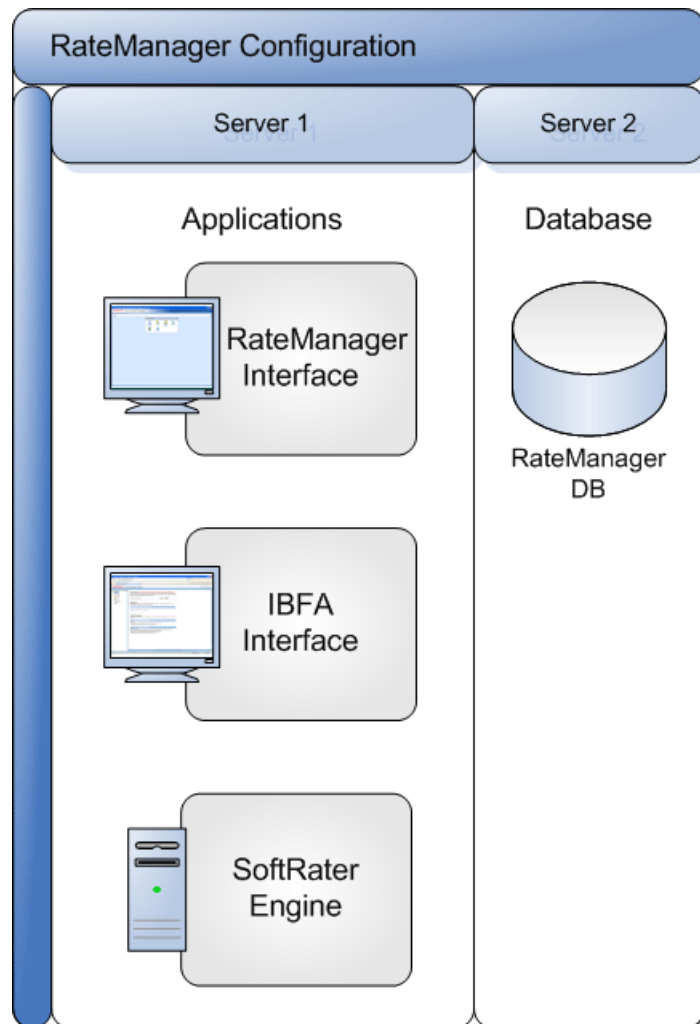 RateManager Configuration
Server 1
Server 2
Applications
Database
RateManager
Interface
RateManager
DB
IBFA
Interface
SoftRater
Engine